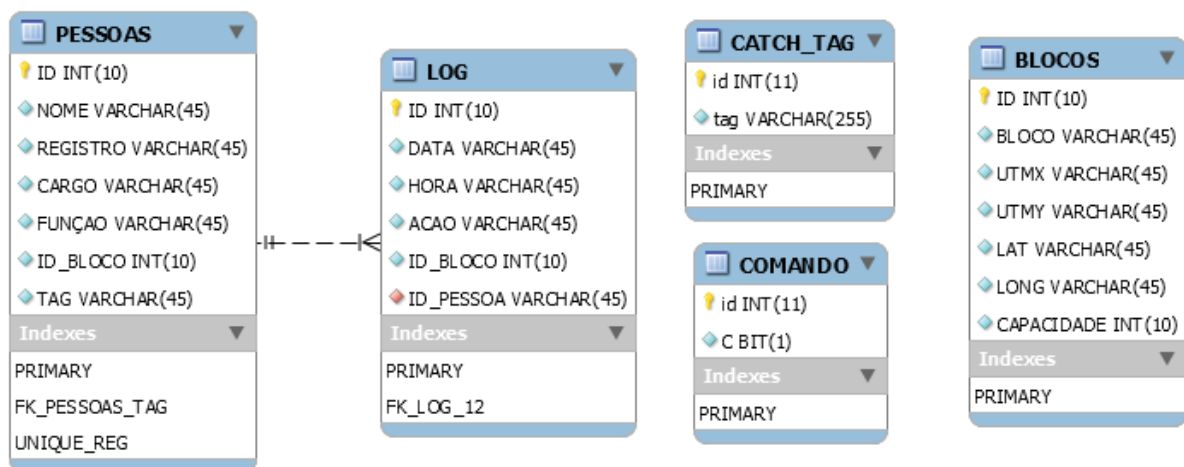 PESSOAS
ID INT(10)
NOME VARCHAR(45)
REGISTRO VARCHAR(45)
CARGO VARCHAR(45)
FUNÇAO VARCHAR(45)
ID_BLOCO INT(10)
TAG VARCHAR(45)
Indexes
PRIMARY
FK_PESSOAS_TAG
UNIQUE_REG
LOG
ID INT(10)
DATA VARCHAR(45)
HORA VARCHAR(45)
ACAO VARCHAR(45)
ID_BLOCO INT(10)
ID_PESSOA VARCHAR(45)
Indexes
PRIMARY
FK_LOG_12
CATCH_TAG
id INT(11)
tag VARCHAR(255)
Indexes
PRIMARY
COMANDO
id INT(11)
C BIT(1)
Indexes
PRIMARY
BLOCOS
ID INT(10)
BLOCO VARCHAR(45)
UTMX VARCHAR(45)
UTMY VARCHAR(45)
LAT VARCHAR(45)
LONG VARCHAR(45)
CAPACIDADE INT(10)
Indexes
PRIMARY